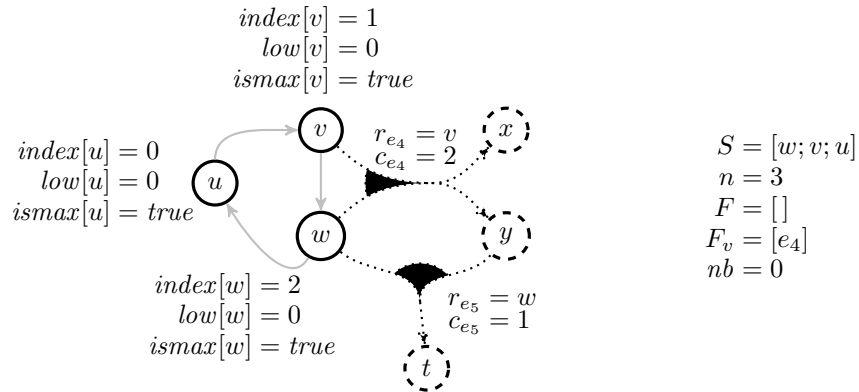 index[v] = 1
low[v] = 0
ismax[v] = true
v
r_{e_4} = v
c_{e_4} = 2
x
index[u] = 0
low[u] = 0
ismax[u] = true
u
w
y
index[w] = 2
low[w] = 0
ismax[w] = true
r_{e_5} = w
c_{e_5} = 1
t
S = [w; v; u]
n = 3
F = [ ]
F_v = [e_4]
nb = 0